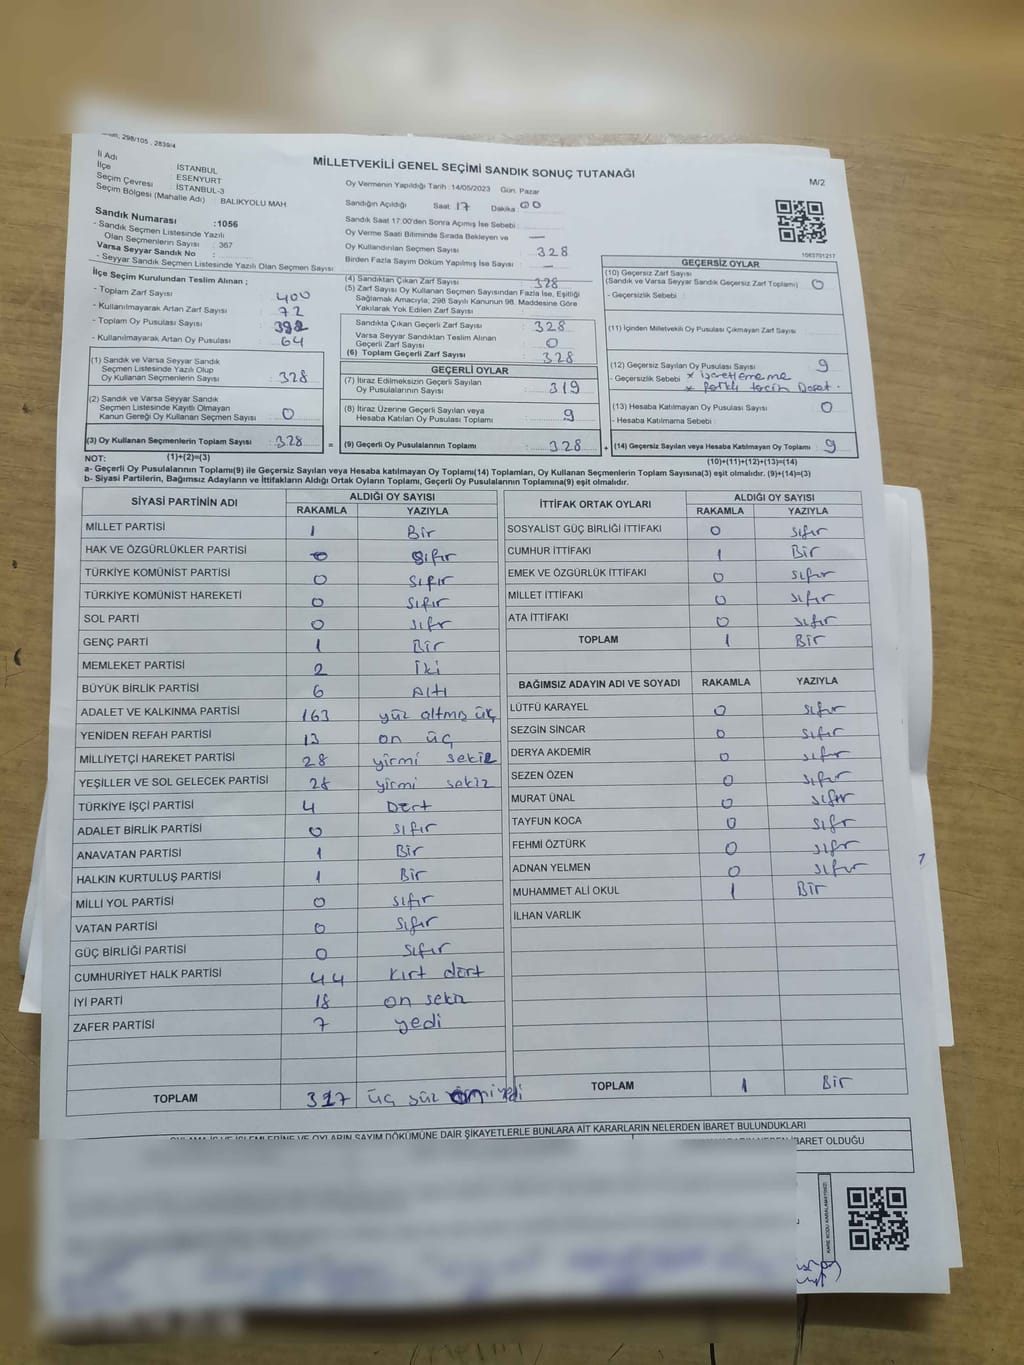 298/105, 2839/4
MİLLETVEKİLİ GENEL SEÇİMİ SANDIK SONUÇ TUTANAĞI
M/2
İl Adı İSTANBUL
İlçe ESENYURT
Seçim Çevresi İSTANBUL-3
Seçim Bölgesi (Mahalle Adı) : BALIKYOLU MAH
Sandık Numarası :1056
- Sandık Seçmen Listesinde Yazılı
Olan Seçmenlerin Sayısı : 367
Varsa Seyyar Sandık No :
- Seyyar Sandık Seçmen Listesinde Yazılı Olan Seçmen Sayısı
İlçe Seçim Kurulundan Teslim Alınan ;
- Toplam Zarf Sayısı : 400
- Kullanılmayarak Artan Zarf Sayısı : 72
- Toplam Oy Pusulası Sayısı : 392
- Kullanılmayarak Artan Oy Pusulası : 64
Oy Vermenin Yapıldığı Tarih :14/05/2023 Gün: Pazar
Sandığın Açıldığı Saat: 17 Dakika : 00
Sandık Saat 17:00'den Sonra Açılmış İse Sebebi :
Oy Verme Saati Bitiminde Sırada Bekleyen ve —
Oy Kullandırılan Seçmen Sayısı : 328
Birden Fazla Sayım Döküm Yapılmış İse Sayısı : —
(4) Sandıktan Çıkan Zarf Sayısı : 328
(5) Zarf Sayısı Oy Kullanan Seçmen Sayısından Fazla İse, Eşitliği
Sağlamak Amacıyla; 298 Sayılı Kanunun 98. Maddesine Göre
Yakılarak Yok Edilen Zarf Sayısı :
Sandıkta Çıkan Geçerli Zarf Sayısı : 328
Varsa Seyyar Sandıktan Teslim Alınan
Geçerli Zarf Sayısı : 0
(6) Toplam Geçerli Zarf Sayısı : 328
1083701217
GEÇERSİZ OYLAR
(10) Geçersiz Zarf Sayısı
(Sandık ve Varsa Seyyar Sandık Geçersiz Zarf Toplamı) : 0
- Geçersizlik Sebebi :
(11) İçinden Milletvekili Oy Pusulası Çıkmayan Zarf Sayısı :
(12) Geçersiz Sayılan Oy Pusulası Sayısı : 9
- Geçersizlik Sebebi : * işaretlememe
* farklı tercih
(13) Hesaba Katılmayan Oy Pusulası Sayısı : 0
- Hesaba Katılmama Sebebi :
(14) Geçersiz Sayılan veya Hesaba Katılmayan Oy Toplamı : 9
(1) Sandık ve Varsa Seyyar Sandık
Seçmen Listesinde Yazılı Olup
Oy Kullanan Seçmenlerin Sayısı : 328
(2) Sandık ve Varsa Seyyar Sandık
Seçmen Listesinde Kayıtlı Olmayan
Kanun Gereği Oy Kullanan Seçmen Sayısı : 0
(3) Oy Kullanan Seçmenlerin Toplam Sayısı : 328
GEÇERLİ OYLAR
(7) İtiraz Edilmeksizin Geçerli Sayılan
Oy Pusulalarının Sayısı : 319
(8) İtiraz Üzerine Geçerli Sayılan veya
Hesaba Katılan Oy Pusulası Toplamı : 9
= (9) Geçerli Oy Pusulalarının Toplamı : 328 +
NOT: (1)+(2)=(3) (10)+(11)+(12)+(13)=(14)
a- Geçerli Oy Pusulalarının Toplamı(9) ile Geçersiz Sayılan veya Hesaba katılmayan Oy Toplamı(14) Toplamları, Oy Kullanan Seçmenlerin Toplam Sayısına(3) eşit olmalıdır. (9)+(14)=(3)
b- Siyasi Partilerin, Bağımsız Adayların ve İttifakların Aldığı Ortak Oyların Toplamı, Geçerli Oy Pusulalarının Toplamına(9) eşit olmalıdır.
SİYASİ PARTİNİN ADI ALDIĞI OY SAYISI
RAKAMLA YAZIYLA
MİLLET PARTİSİ 1 Bir
HAK VE ÖZGÜRLÜKLER PARTİSİ 0 sıfır
TÜRKİYE KOMÜNİST PARTİSİ 0 sıfır
TÜRKİYE KOMÜNİST HAREKETİ 0 sıfır
SOL PARTİ 0 sıfr
GENÇ PARTİ 1 Bir
MEMLEKET PARTİSİ 2 İki
BÜYÜK BİRLİK PARTİSİ 6 Altı
ADALET VE KALKINMA PARTİSİ 163 yüz altmış üç
YENİDEN REFAH PARTİSİ 13 on üç
MİLLİYETÇİ HAREKET PARTİSİ 28 yirmi sekiz
YEŞİLLER VE SOL GELECEK PARTİSİ 28 yirmi sekiz
TÜRKİYE İŞÇİ PARTİSİ 4 Dört
ADALET BİRLİK PARTİSİ 0 sıfır
ANAVATAN PARTİSİ 1 Bir
HALKIN KURTULUŞ PARTİSİ 1 Bir
MİLLİ YOL PARTİSİ 0 sıfır
VATAN PARTİSİ 0 sıfır
GÜÇ BİRLİĞİ PARTİSİ 0 sıfır
CUMHURİYET HALK PARTİSİ 44 kırt dört
İYİ PARTİ 18 on sekiz
ZAFER PARTİSİ 7 yedi
TOPLAM 317 üç yüz
İTTİFAK ORTAK OYLARI ALDIĞI OY SAYISI
RAKAMLA YAZIYLA
SOSYALİST GÜÇ BİRLİĞİ İTTİFAKI 0 sıfır
CUMHUR İTTİFAKI 1 Bir
EMEK VE ÖZGÜRLÜK İTTİFAKI 0 sıfır
MİLLET İTTİFAKI 0 sıfır
ATA İTTİFAKI 0 sıfır
TOPLAM 1 Bir
BAĞIMSIZ ADAYIN ADI VE SOYADI RAKAMLA YAZIYLA
LÜTFÜ KARAYEL 0 sıfır
SEZGİN SİNCAR 0 sıfır
DERYA AKDEMİR 0 sıfır
SEZEN ÖZEN 0 sıfır
MURAT ÜNAL 0 sıfır
TAYFUN KOCA 0 sıfr
FEHMİ ÖZTÜRK 0 sıfr
ADNAN YELMEN 0 sıfır
MUHAMMET ALİ OKUL 1 Bir
İLHAN VARLIK
TOPLAM 1 Bir
OYLAMA İŞ VE İŞLEMLERİNE VE OYLARIN SAYIM DÖKÜMÜNE DAİR ŞİKAYETLERLE BUNLARA AİT KARARLARIN NELERDEN İBARET BULUNDUKLARI
İBARET OLDUĞU
KARE KODU KARALAMAYINIZ!